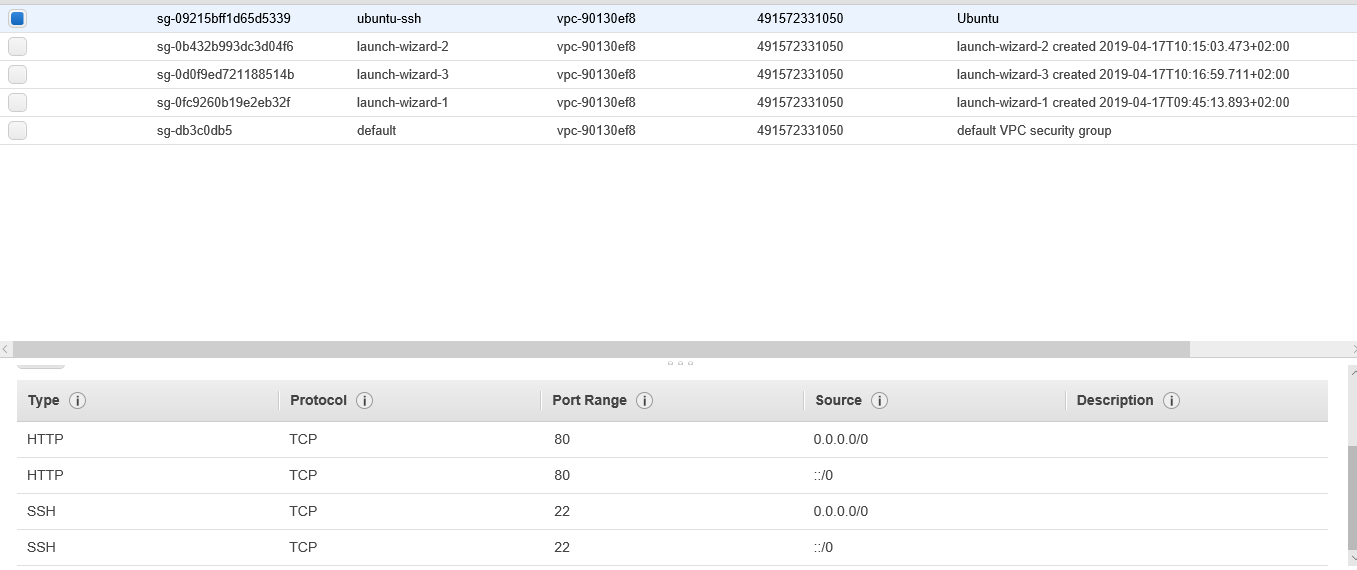 sg-09215bff1d65d5339 ubuntu-ssh vpc-90130ef8 491572331050 Ubuntu
sg-0b432b993dc3d04f6 launch-wizard-2 vpc-90130ef8 491572331050 launch-wizard-2 created 2019-04-17T10:15:03.473+02:00
sg-0d0f9ed721188514b launch-wizard-3 vpc-90130ef8 491572331050 launch-wizard-3 created 2019-04-17T10:16:59.711+02:00
sg-0fc9260b19e2eb32f launch-wizard-1 vpc-90130ef8 491572331050 launch-wizard-1 created 2019-04-17T09:45:13.893+02:00
sg-db3c0db5 default vpc-90130ef8 491572331050 default VPC security group
Type i Protocol i Port Range i Source i Description i
HTTP TCP 80 0.0.0.0/0
HTTP TCP 80 ::/0
SSH TCP 22 0.0.0.0/0
SSH TCP 22 ::/0